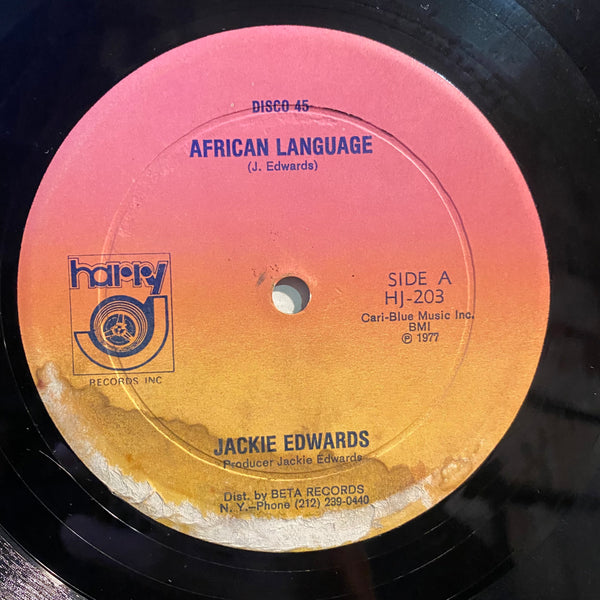 DISCO 45
AFRICAN LANGUAGE
(J. Edwards)
harry J
RECORDS INC
SIDE A
HJ-203
Cari-Blue Music Inc.
BMI
℗ 1977
JACKIE EDWARDS
Producer Jackie Edwards
Dist. by BETA RECORDS
N. Y.-Phone (212) 239-0440